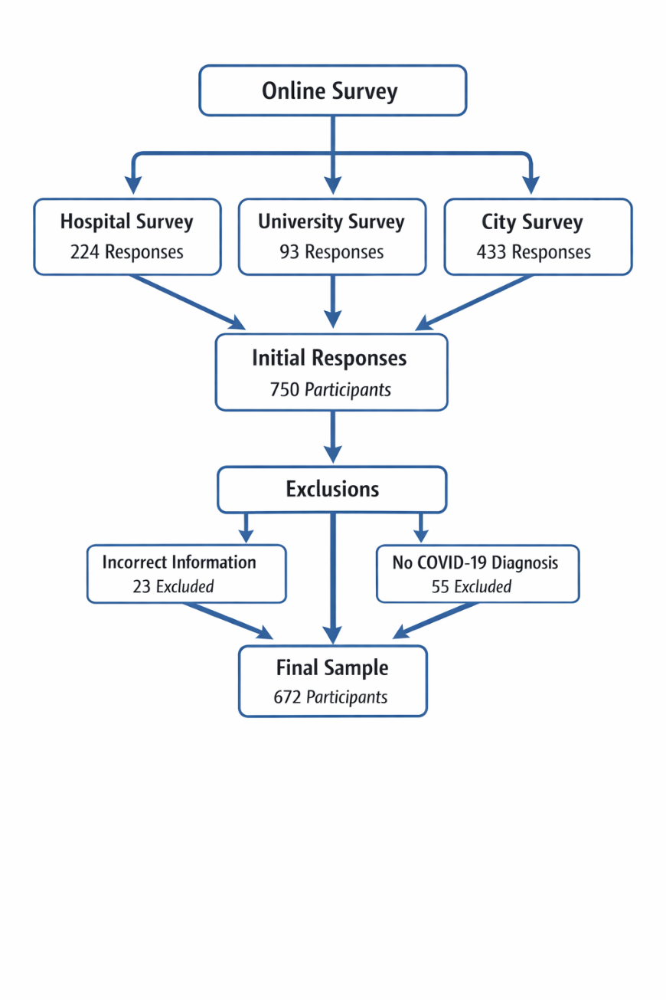 Online Survey
Hospital Survey
224 Responses
University Survey
93 Responses
City Survey
433 Responses
Initial Responses
750 Participants
Exclusions
Incorrect Information
23 Excluded
No COVID-19 Diagnosis
55 Excluded
Final Sample
672 Participants